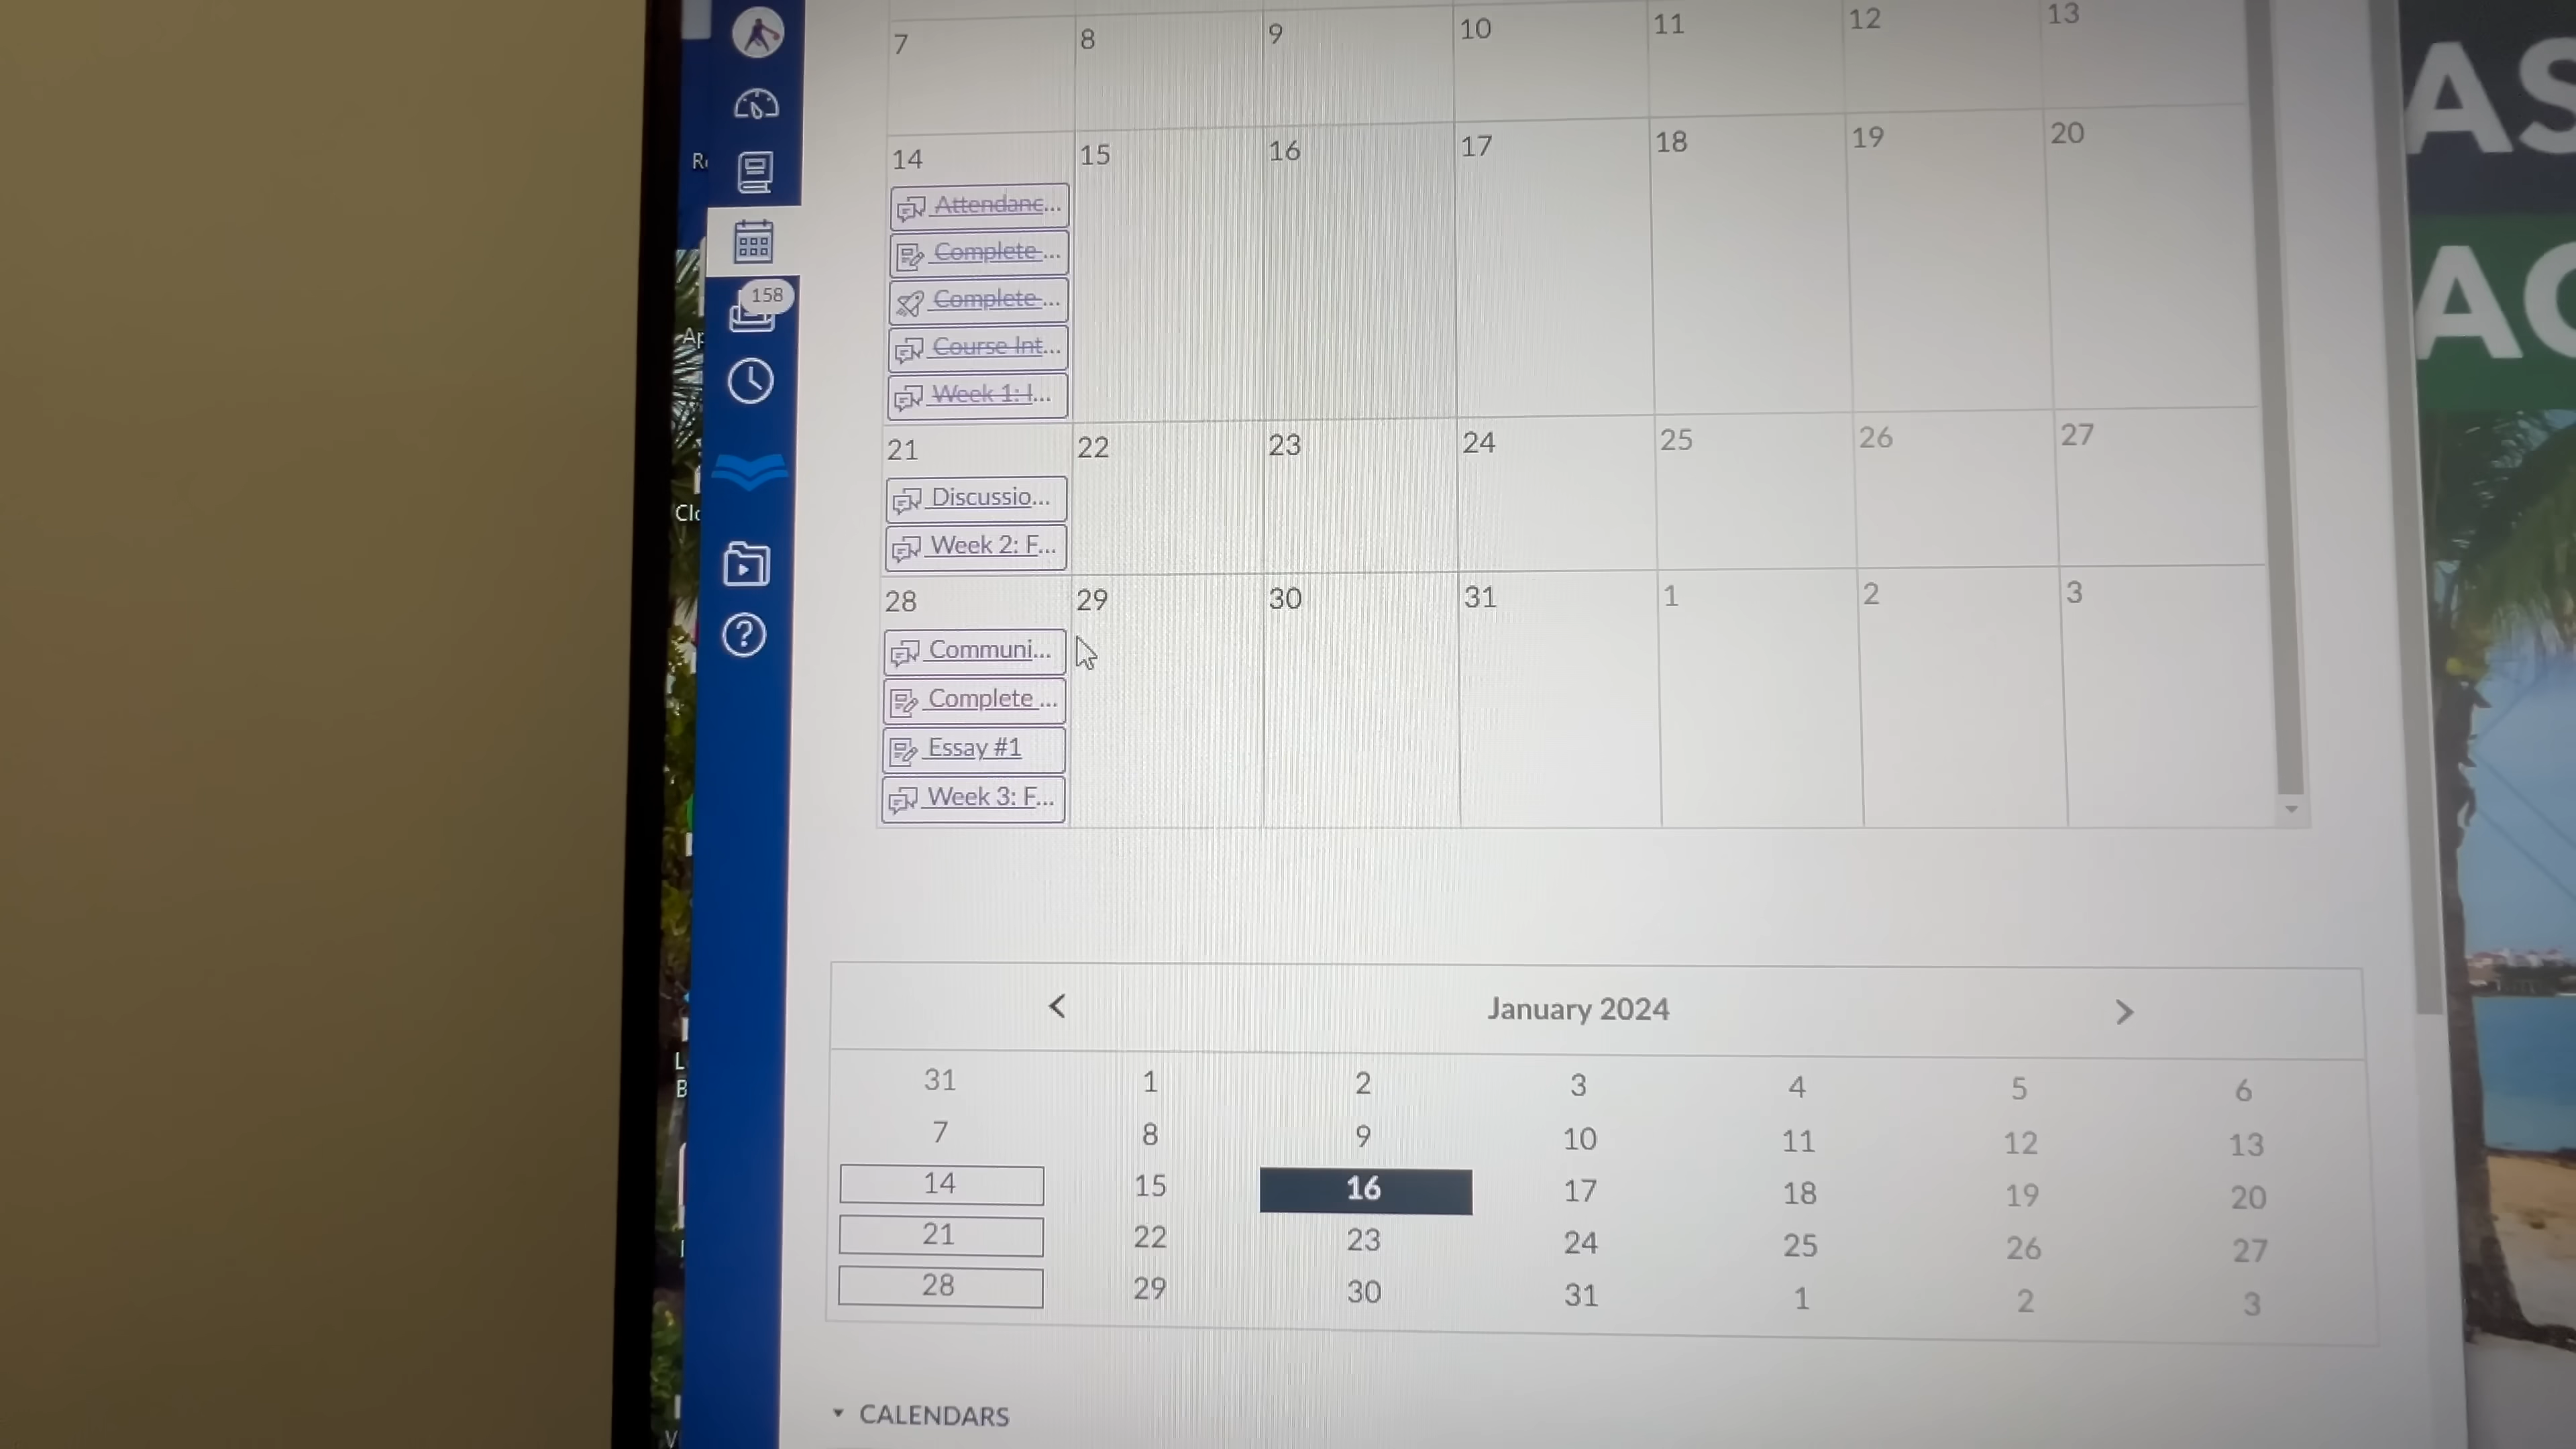 7 8 9 10 11 12 13
14 15 16 17 18 19 20
Attendanc...
Complete ...
Complete ...
Course Int...
Week 1: I...
158
21 22 23 24 25 26 27
Discussio...
Week 2: F...
28 29 30 31 1 2 3
Communi...
Complete ...
Essay #1
Week 3: F...
January 2024
31 1 2 3 4 5 6
7 8 9 10 11 12 13
14 15 16 17 18 19 20
21 22 23 24 25 26 27
28 29 30 31 1 2 3
CALENDARS
AS